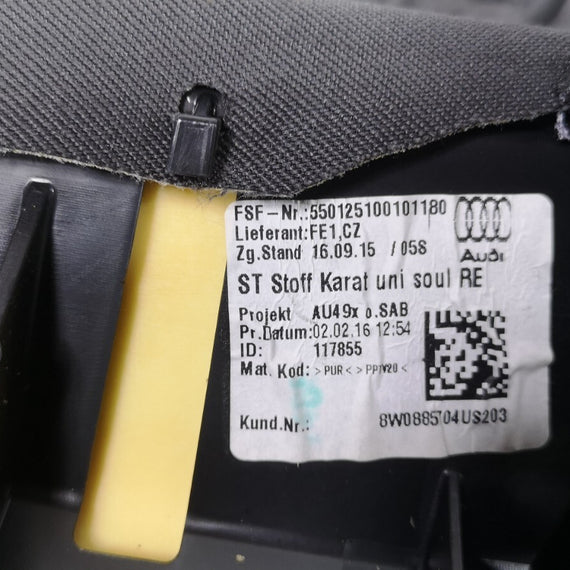 FSF-Nr.:550125100101180
Lieferant:FE1,CZ
Zg.Stand 16.09.15 /058
Audi
ST Stoff Karat uni soul RE
Projekt AU49x o.SAB
Pr.Datum:02.02.16 12:54
ID: 117855
Mat. Kod: >PUR<>PP/V20<
Kund.Nr.: 8W0885704US203